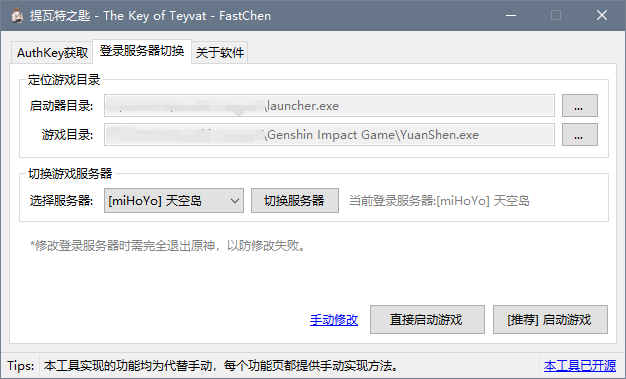 提瓦特之匙 - The Key of Teyvat - FastChen
AuthKey获取 登录服务器切换 关于软件
定位游戏目录
启动器目录: \launcher.exe ...
游戏目录: \Genshin Impact Game\YuanShen.exe ...
切换游戏服务器
选择服务器: [miHoYo] 天空岛 切换服务器 当前登录服务器:[miHoYo] 天空岛
*修改登录服务器时需完全退出原神，以防修改失败。
手动修改 直接启动游戏 [推荐] 启动游戏
Tips: 本工具实现的功能均为代替手动，每个功能页都提供手动实现方法。 本工具已开源